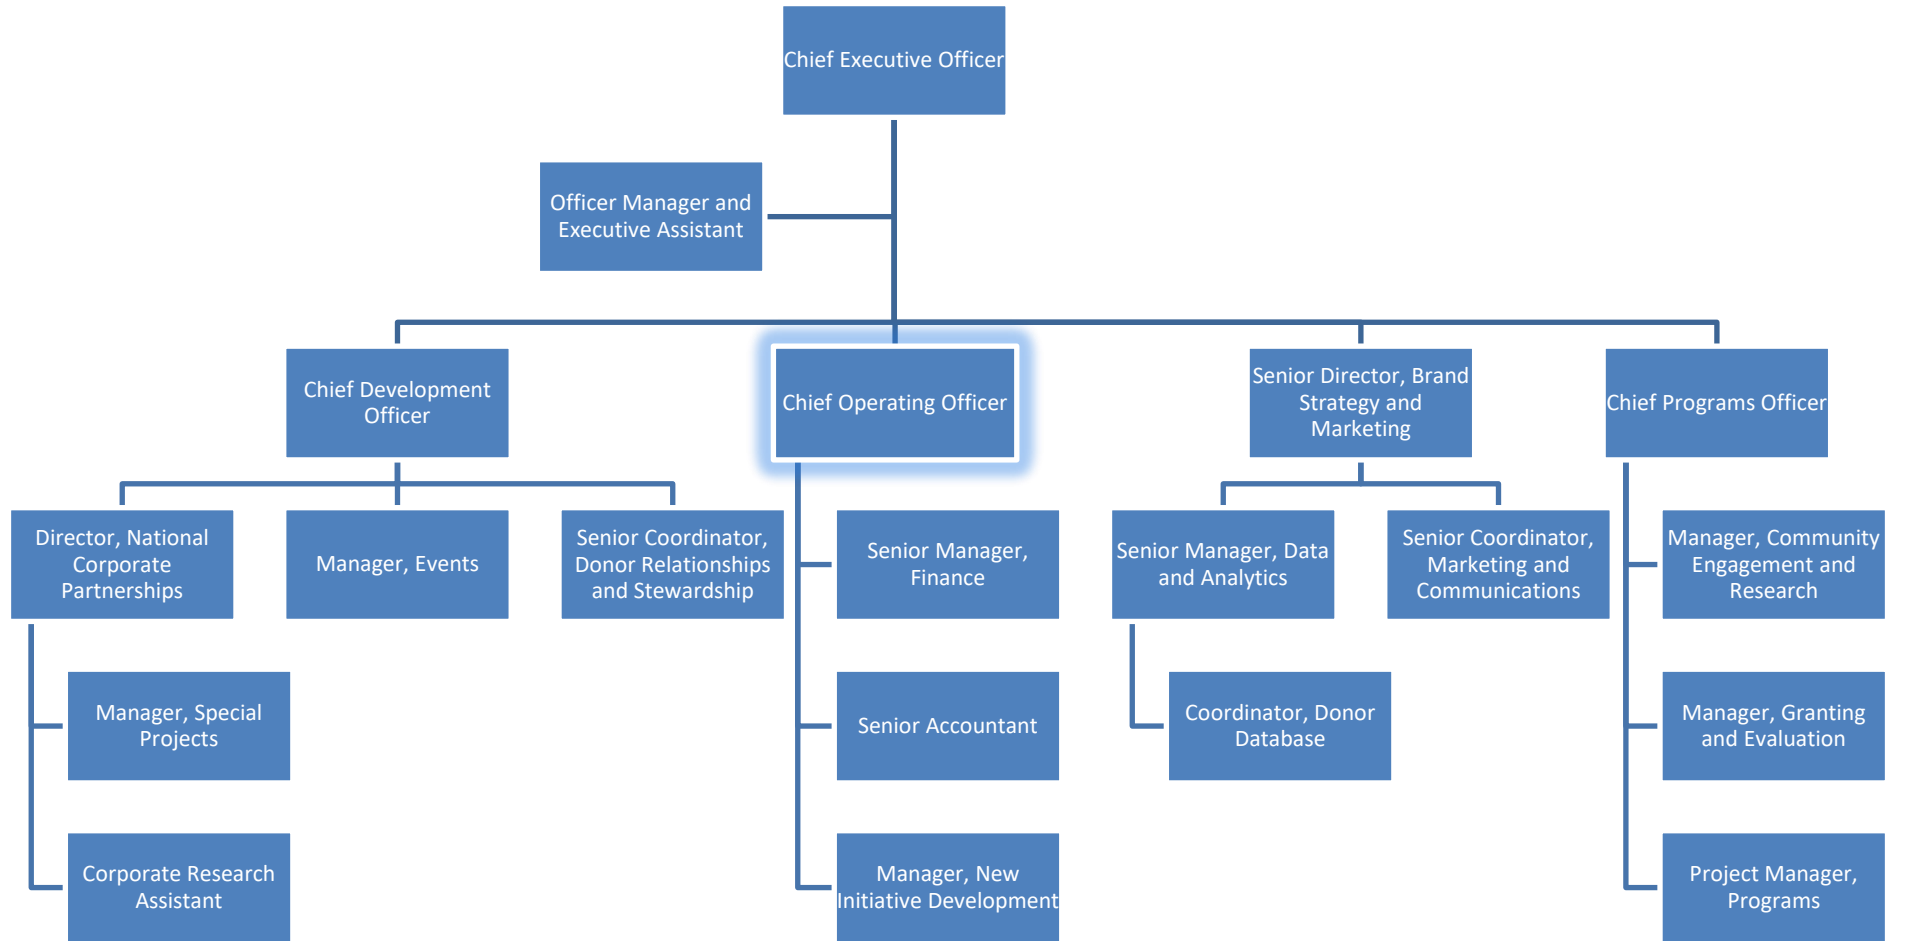 Chief Executive Officer
Officer Manager and
Executive Assistant
Chief Development
Officer
Chief Operating Officer
Senior Director, Brand
Strategy and
Marketing
Chief Programs Officer
Director, National
Corporate
Partnerships
Manager, Events
Senior Coordinator,
Donor Relationships
and Stewardship
Senior Manager,
Finance
Senior Manager, Data
and Analytics
Senior Coordinator,
Marketing and
Communications
Manager, Community
Engagement and
Research
Manager, Special
Projects
Senior Accountant
Coordinator, Donor
Database
Manager, Granting
and Evaluation
Corporate Research
Assistant
Manager, New
Initiative Development
Project Manager,
Programs